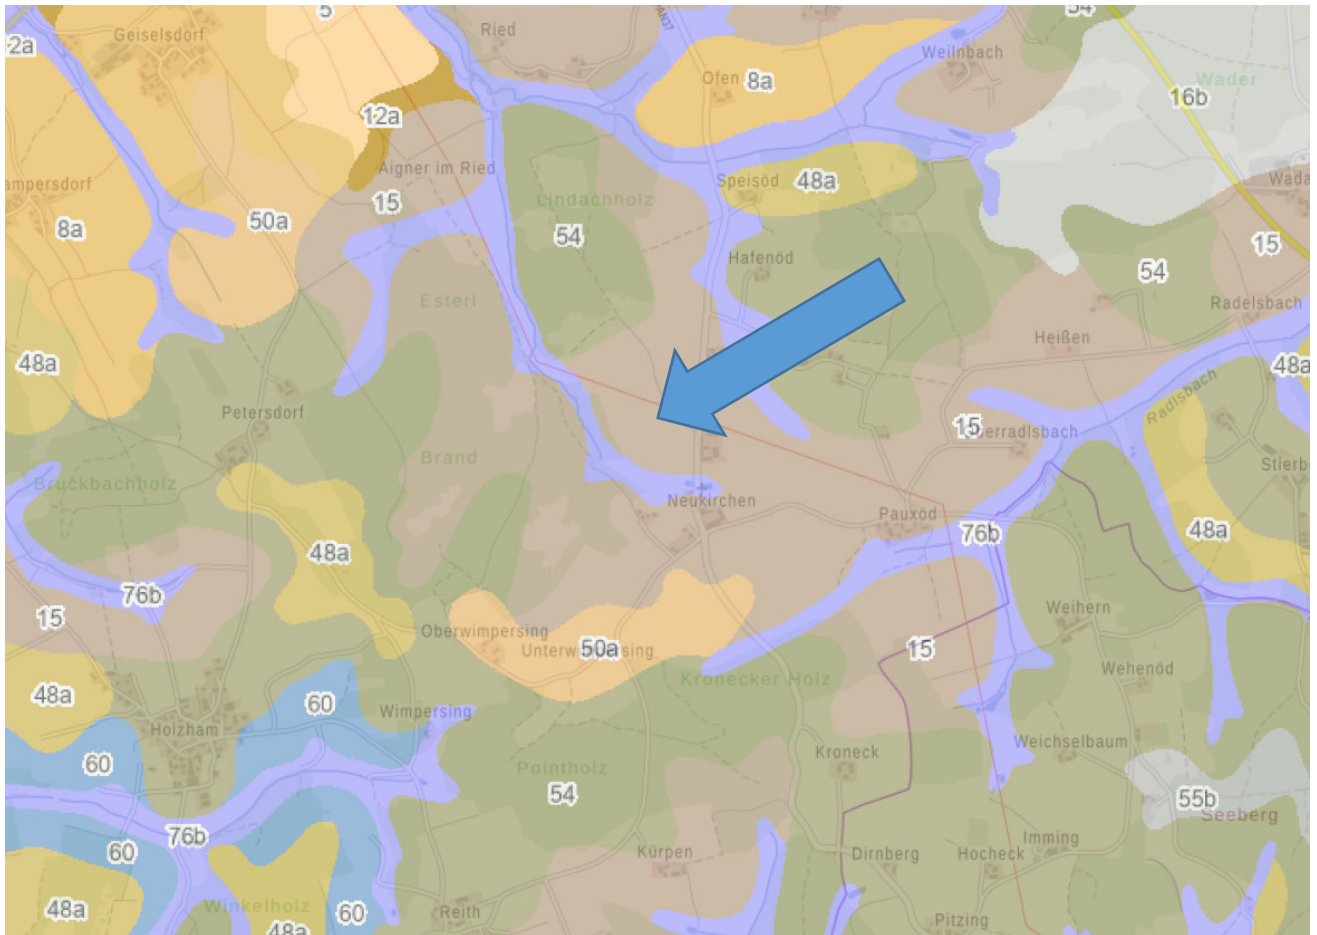 5
54
Geiselsdorf
Ried
2a
Weilnbach
Ofen
8a
Wader
16b
12a
Aigner im Ried
ampersdorf
Speisöd
48a
Wada
15
Lindachholz
8a
50a
54
15
Hafenöd
54
Esterl
Radelsbach
Heißen
48a
48a
Radlsbach
Petersdorf
15
erradlsbach
Brand
Stierb
Bruckbachholz
Neukirchen
Pauxöd
48a
76b
48a
76b
Weihern
15
Oberwimpersing
50a
15
Wehenöd
Kronecker Holz
48a
60
Wimpersing
Holzham
Weichselbaum
Kroneck
60
Pointholz
54
55b
Seeberg
76b
Imming
60
Kürpen
Dirnberg
Hocheck
48a
Winkelholz
60
Reith
Pitzing
48a